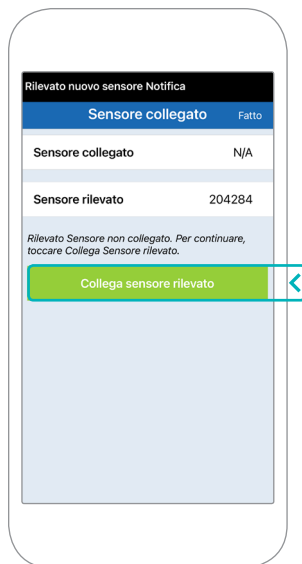 Rilevato nuovo sensore Notifica
Sensore collegato Fatto
Sensore collegato N/A
Sensore rilevato 204284
Rilevato Sensore non collegato. Per continuare,
toccare Collega Sensore rilevato.
Collega sensore rilevato